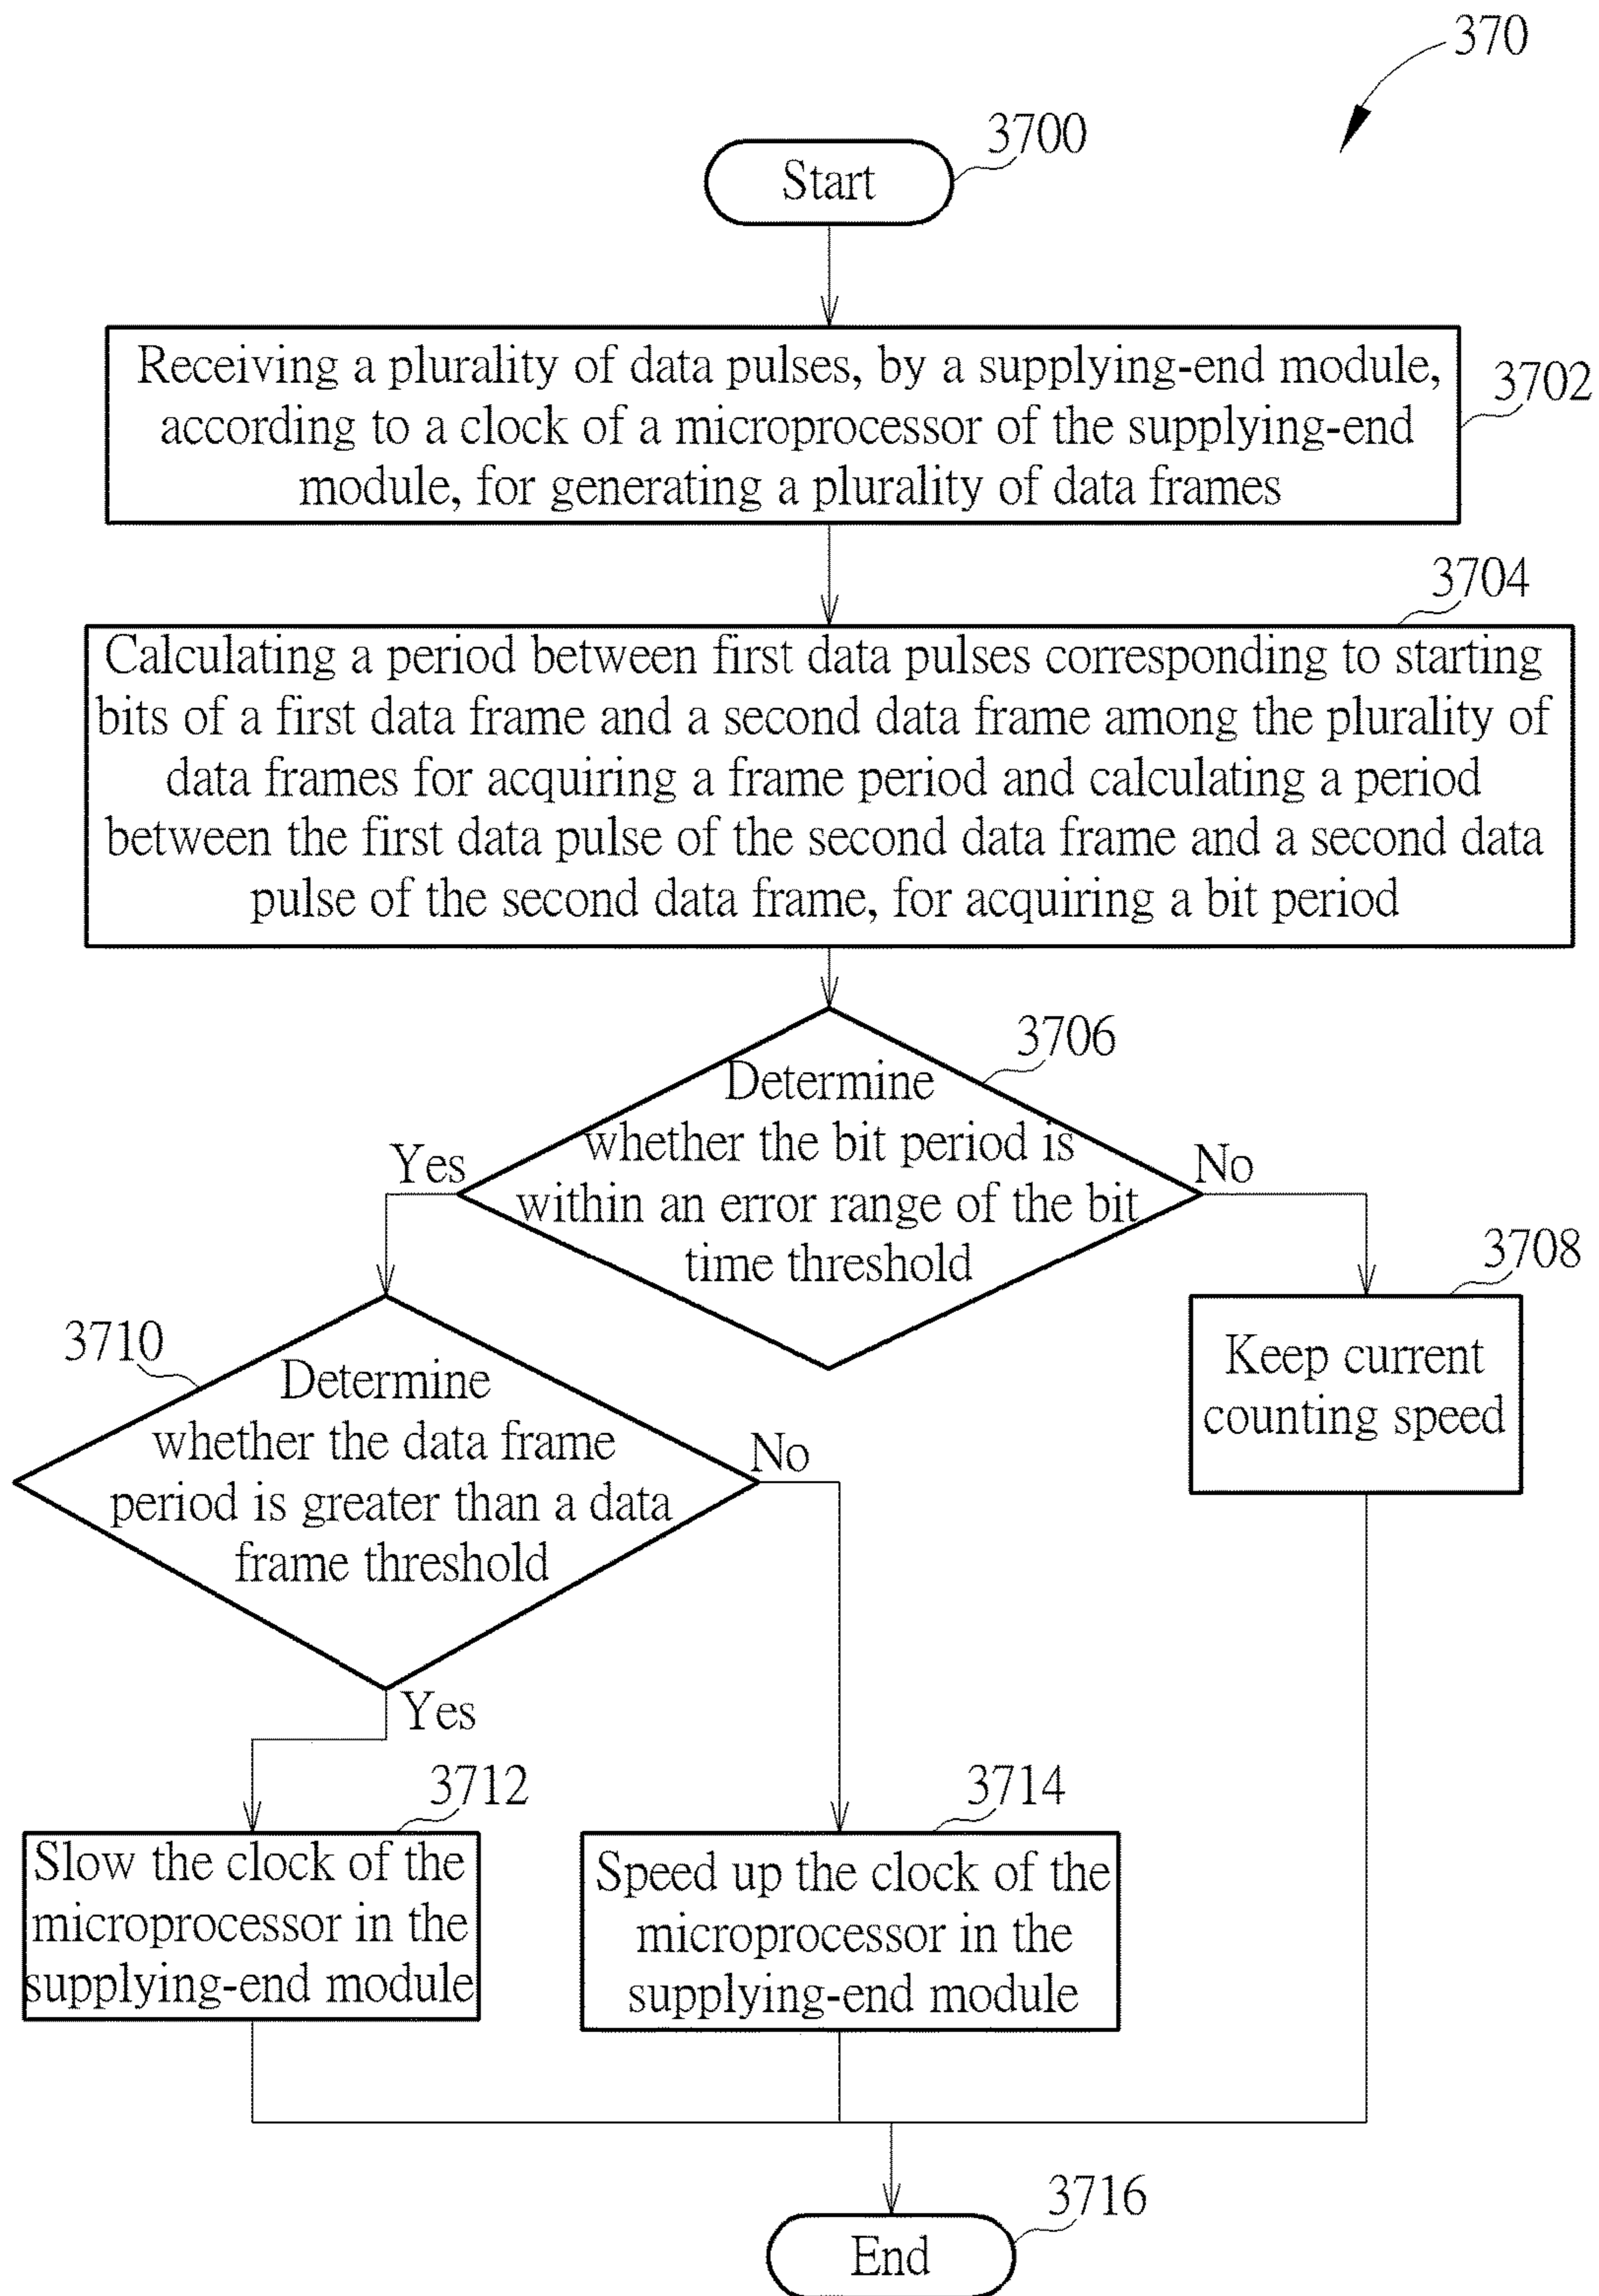 370
3700
Start
Receiving a plurality of data pulses, by a supplying-end module,
according to a clock of a microprocessor of the supplying-end
module, for generating a plurality of data frames
3702
3704
Calculating a period between first data pulses corresponding to starting
bits of a first data frame and a second data frame among the plurality of
data frames for acquiring a frame period and calculating a period
between the first data pulse of the second data frame and a second data
pulse of the second data frame, for acquiring a bit period
3706
Determine
whether the bit period is
within an error range of the bit
time threshold
Yes
No
3708
Keep current
counting speed
3710
Determine
whether the data frame
period is greater than a data
frame threshold
No
Yes
3712
Slow the clock of the
microprocessor in the
supplying-end module
3714
Speed up the clock of the
microprocessor in the
supplying-end module
3716
End